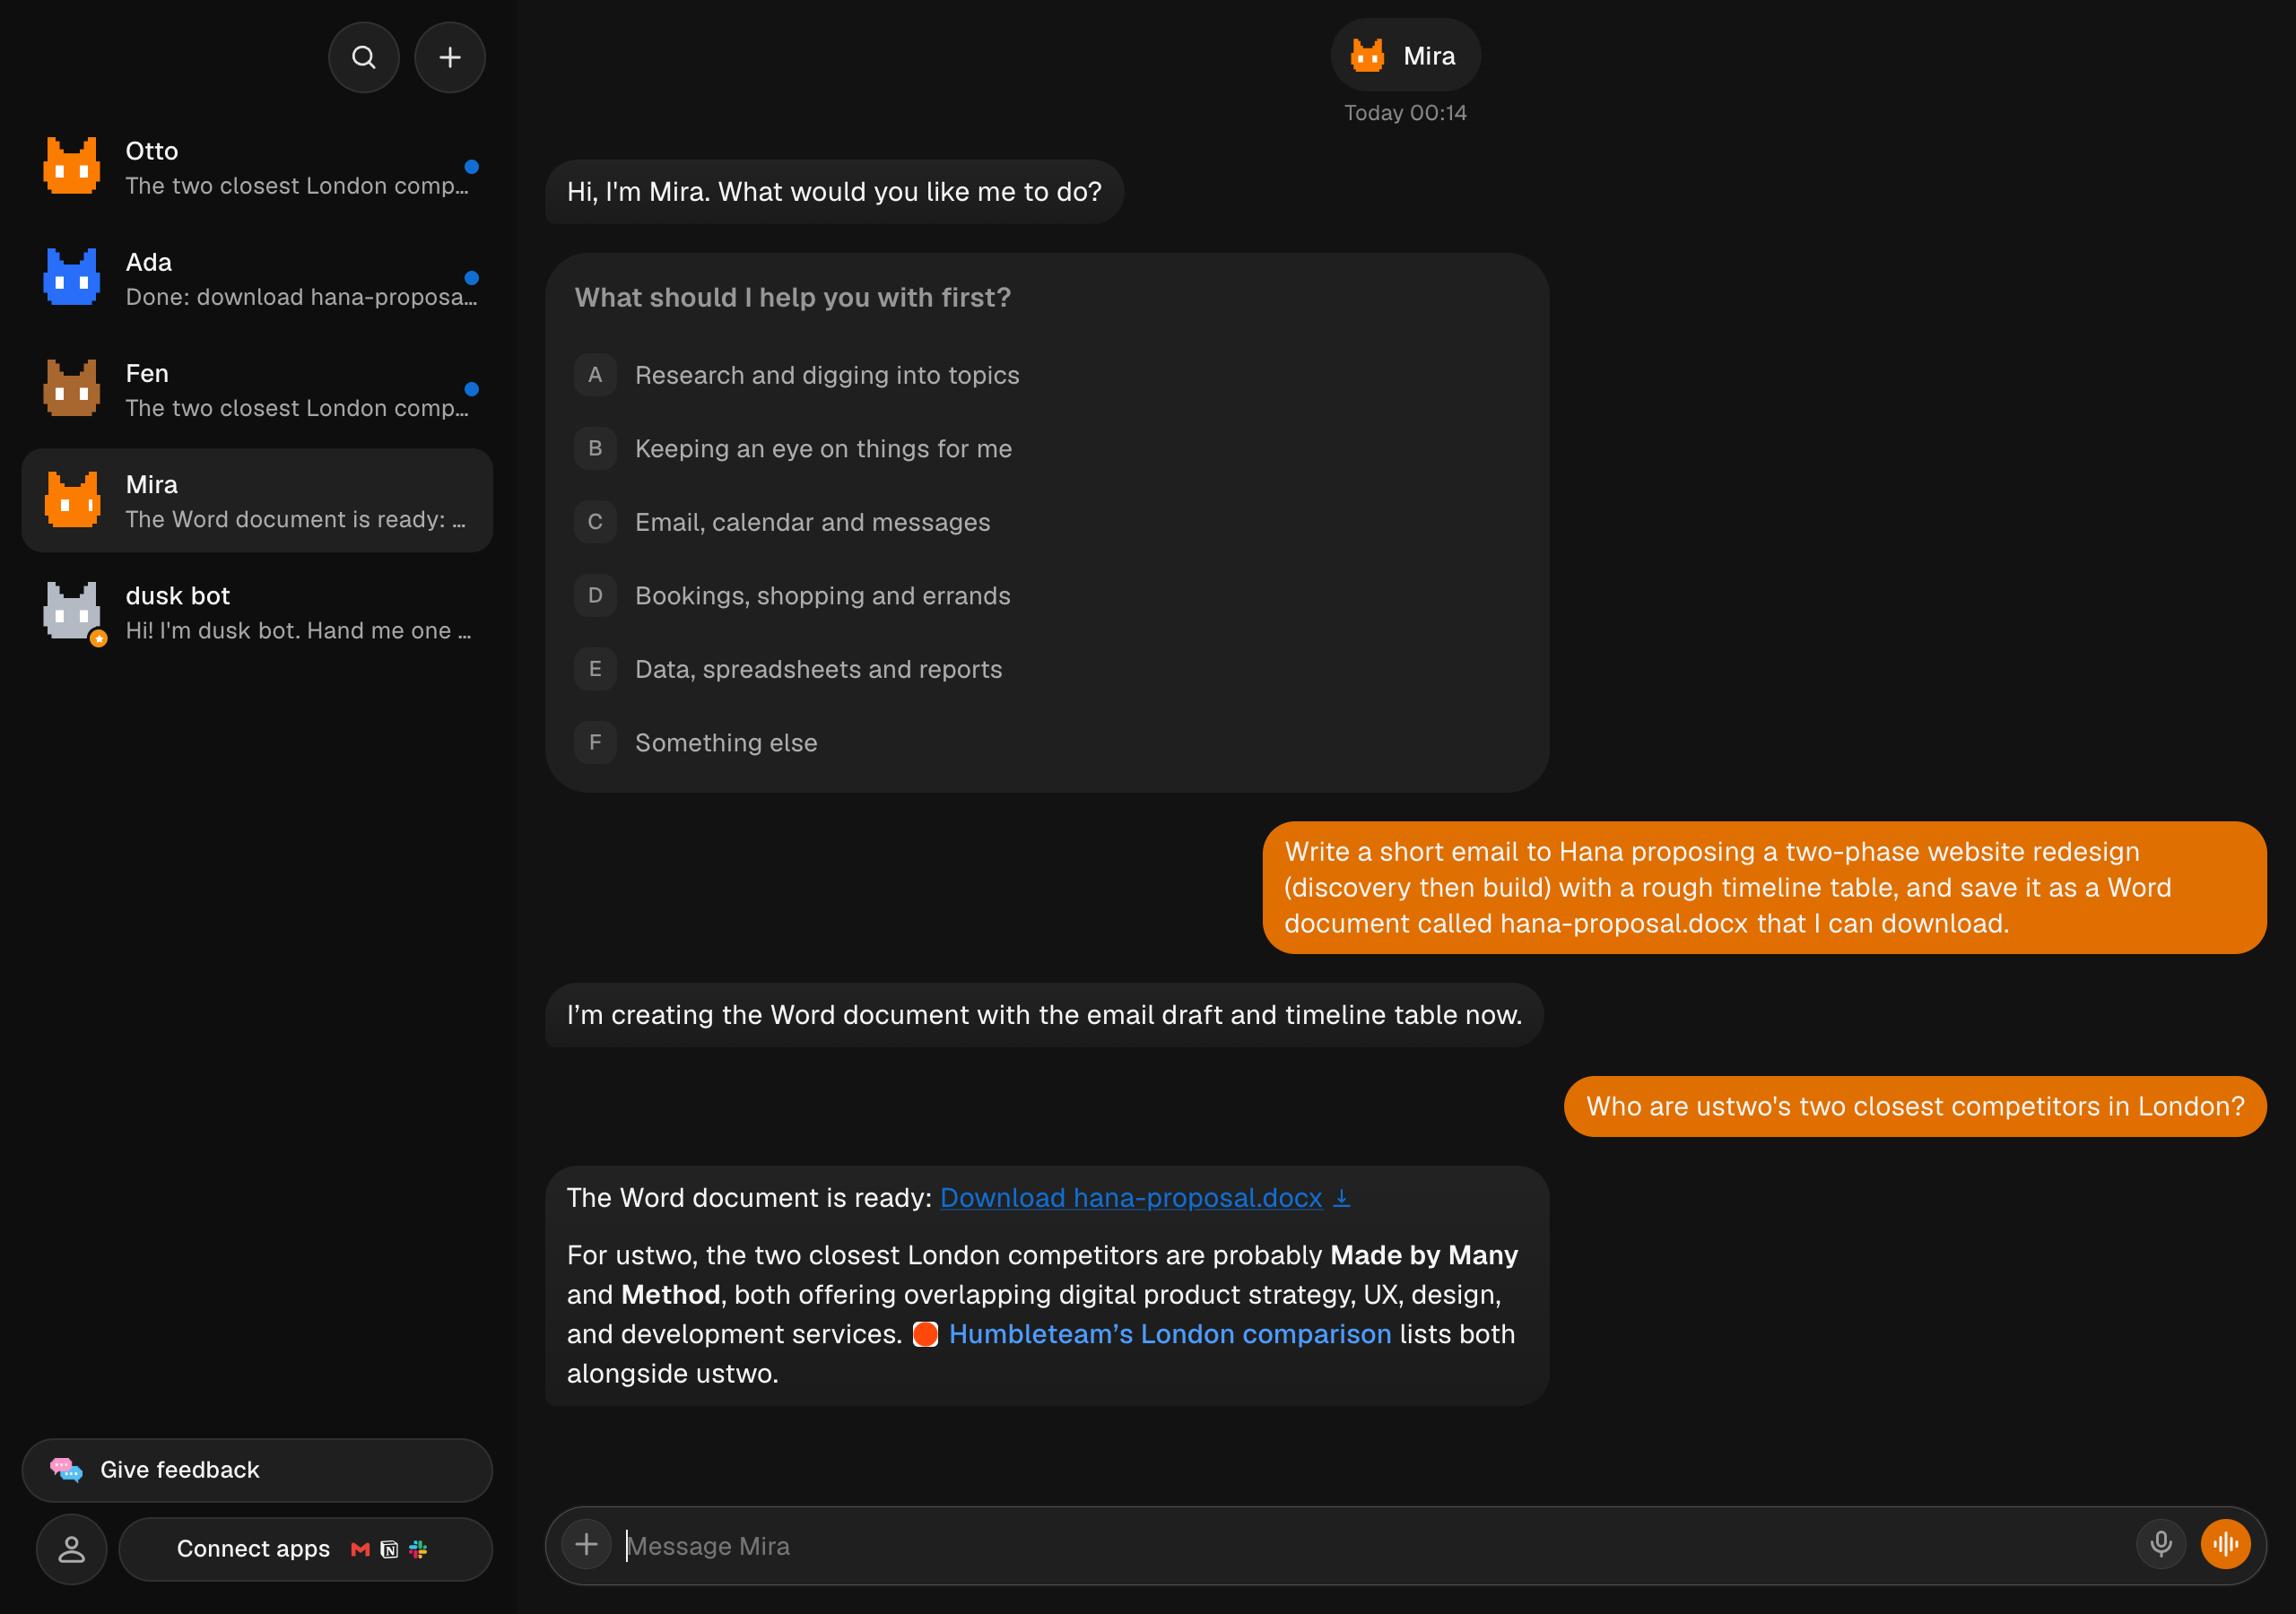 Otto
The two closest London comp...
Ada
Done: download hana-proposa...
Fen
The two closest London comp...
Mira
The Word document is ready: ...
dusk bot
Hi! I'm dusk bot. Hand me one ...
Give feedback
Connect apps
Mira
Today 00:14
Hi, I'm Mira. What would you like me to do?
What should I help you with first?
A Research and digging into topics
B Keeping an eye on things for me
C Email, calendar and messages
D Bookings, shopping and errands
E Data, spreadsheets and reports
F Something else
Write a short email to Hana proposing a two-phase website redesign
(discovery then build) with a rough timeline table, and save it as a Word
document called hana-proposal.docx that I can download.
I’m creating the Word document with the email draft and timeline table now.
Who are ustwo's two closest competitors in London?
The Word document is ready: Download hana-proposal.docx
For ustwo, the two closest London competitors are probably Made by Many
and Method, both offering overlapping digital product strategy, UX, design,
and development services. Humbleteam’s London comparison lists both
alongside ustwo.
Message Mira